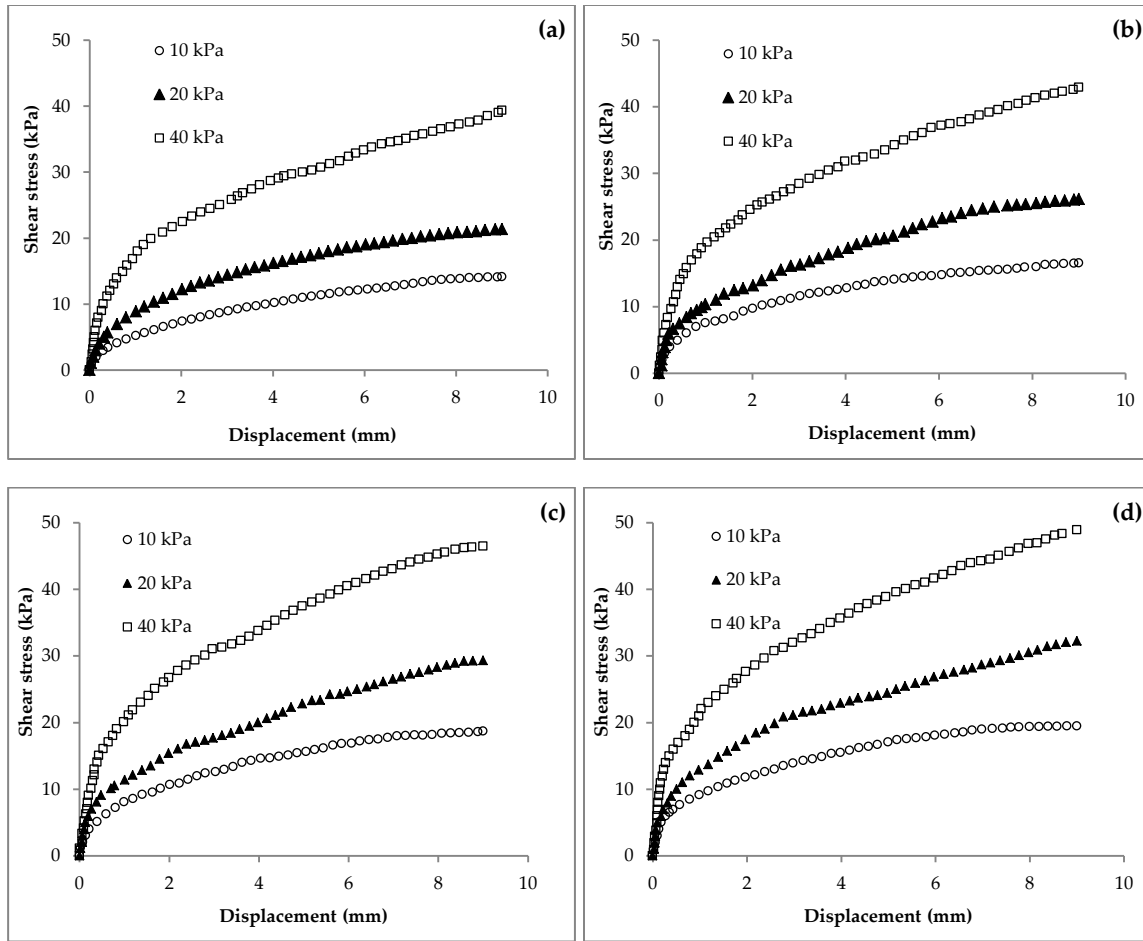 (a)
50
40
30
20
10
0
Shear stress (kPa)
10 kPa
20 kPa
40 kPa
0 2 4 6 8 10
Displacement (mm)
(b)
50
40
30
20
10
0
Shear stress (kPa)
10 kPa
20 kPa
40 kPa
0 2 4 6 8 10
Displacement (mm)
(c)
50
40
30
20
10
0
Shear stress (kPa)
10 kPa
20 kPa
40 kPa
0 2 4 6 8 10
Displacement (mm)
(d)
50
40
30
20
10
0
Shear stress (kPa)
10 kPa
20 kPa
40 kPa
0 2 4 6 8 10
Displacement (mm)